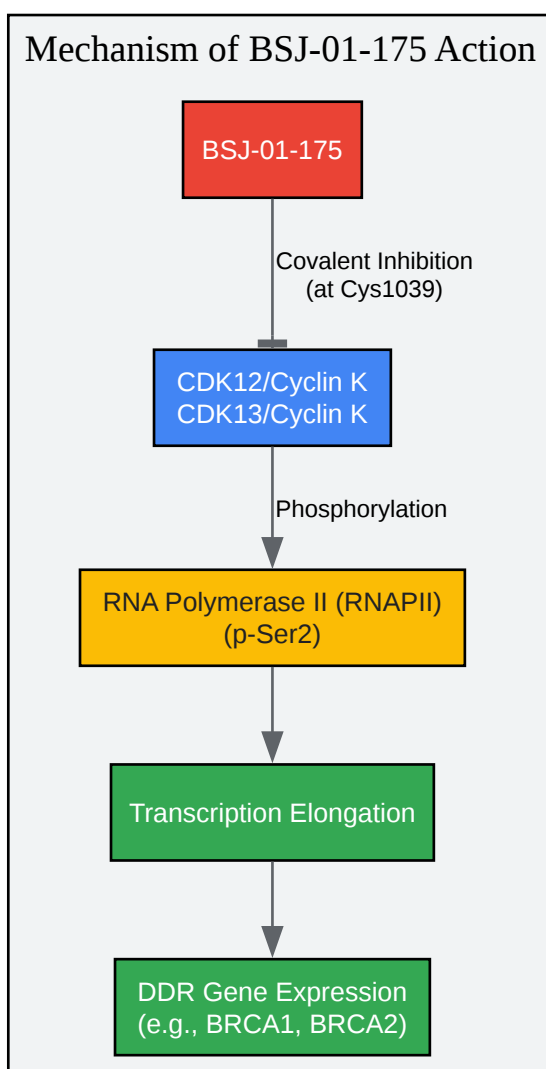 Mechanism of BSJ-01-175 Action
BSJ-01-175
Covalent Inhibition
(at Cys1039)
CDK12/Cyclin K
CDK13/Cyclin K
Phosphorylation
RNA Polymerase II (RNAPII)
(p-Ser2)
Transcription Elongation
DDR Gene Expression
(e.g., BRCA1, BRCA2)